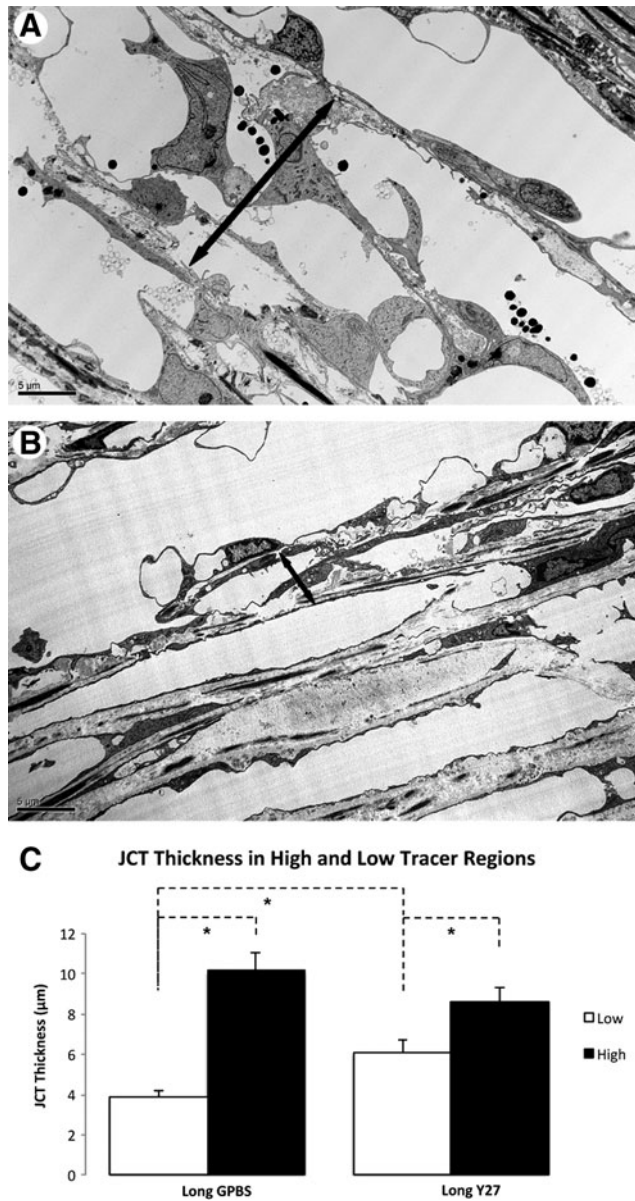 A
5 µm
B
5 µm
C
JCT Thickness in High and Low Tracer Regions
*
* *
12
10
8
6
4
2
0
JCT Thickness (µm)
Low
High
Long GPBS Long Y27